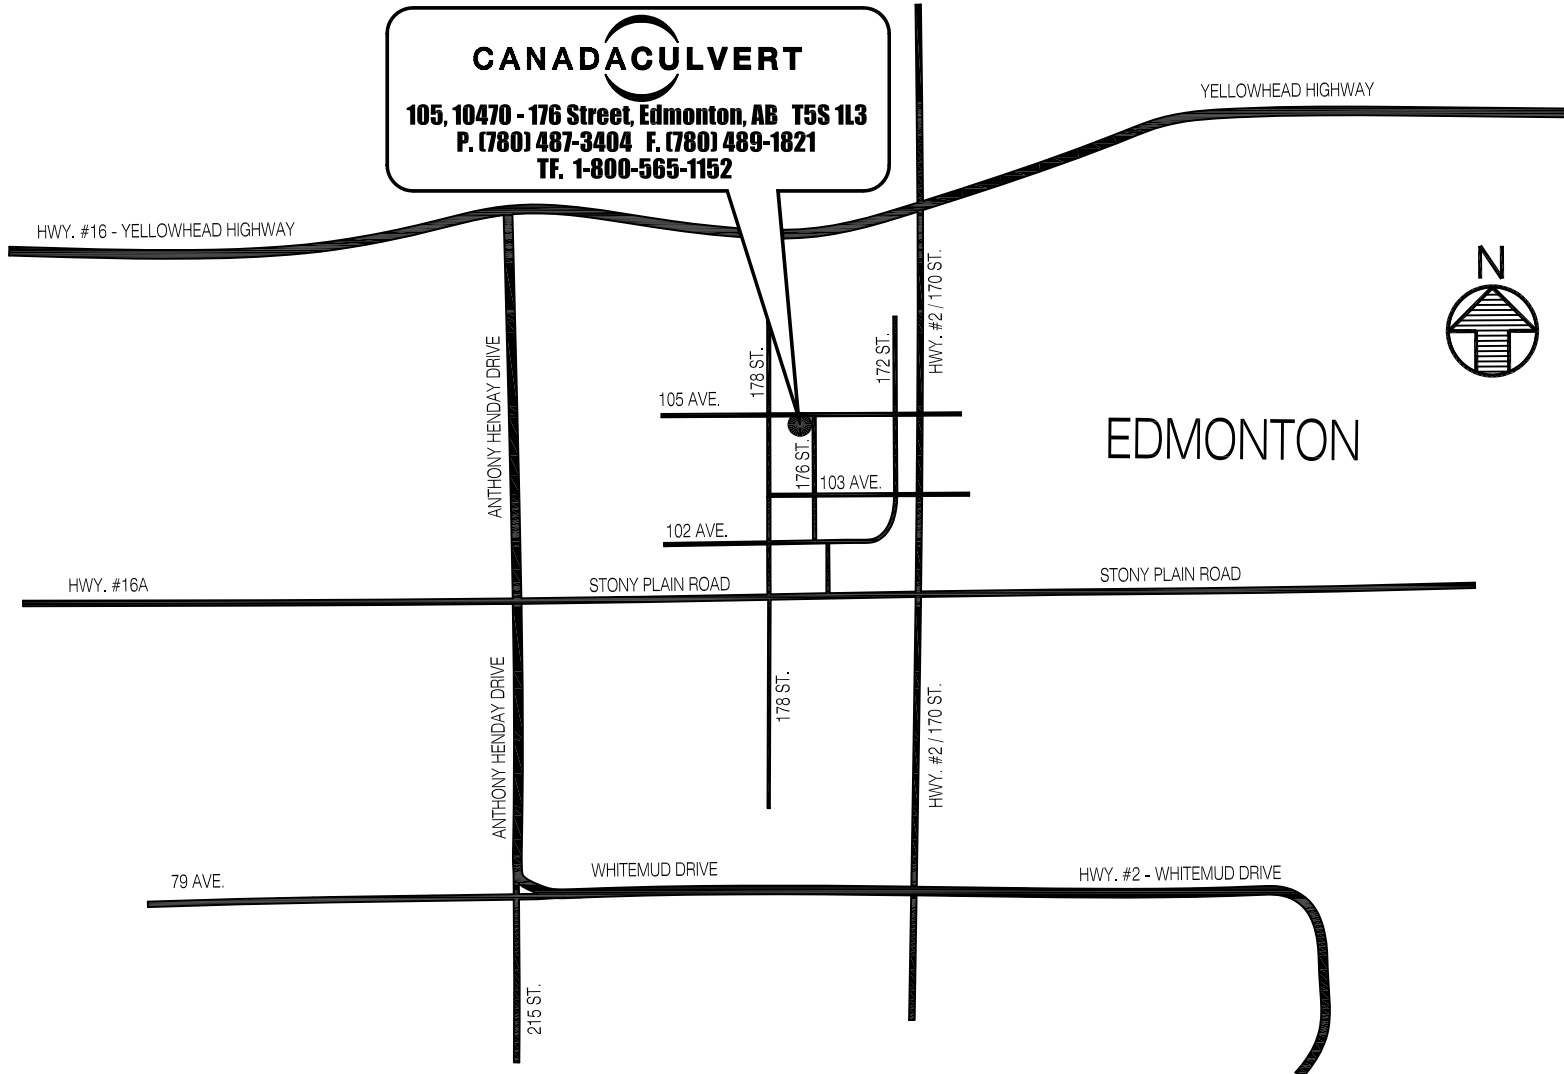 CANADACULVERT
105, 10470 - 176 Street, Edmonton, AB T5S 1L3
P. (780) 487-3404 F. (780) 489-1821
TF. 1-800-565-1152
YELLOWHEAD HIGHWAY
HWY. #16 - YELLOWHEAD HIGHWAY
N
HWY. #2 / 170 ST.
ANTHONY HENDAY DRIVE
178 ST.
172 ST.
105 AVE.
EDMONTON
176 ST.
103 AVE.
102 AVE.
HWY. #16A
STONY PLAIN ROAD
STONY PLAIN ROAD
ANTHONY HENDAY DRIVE
178 ST.
HWY. #2 / 170 ST.
79 AVE.
WHITEMUD DRIVE
HWY. #2 - WHITEMUD DRIVE
215 ST.